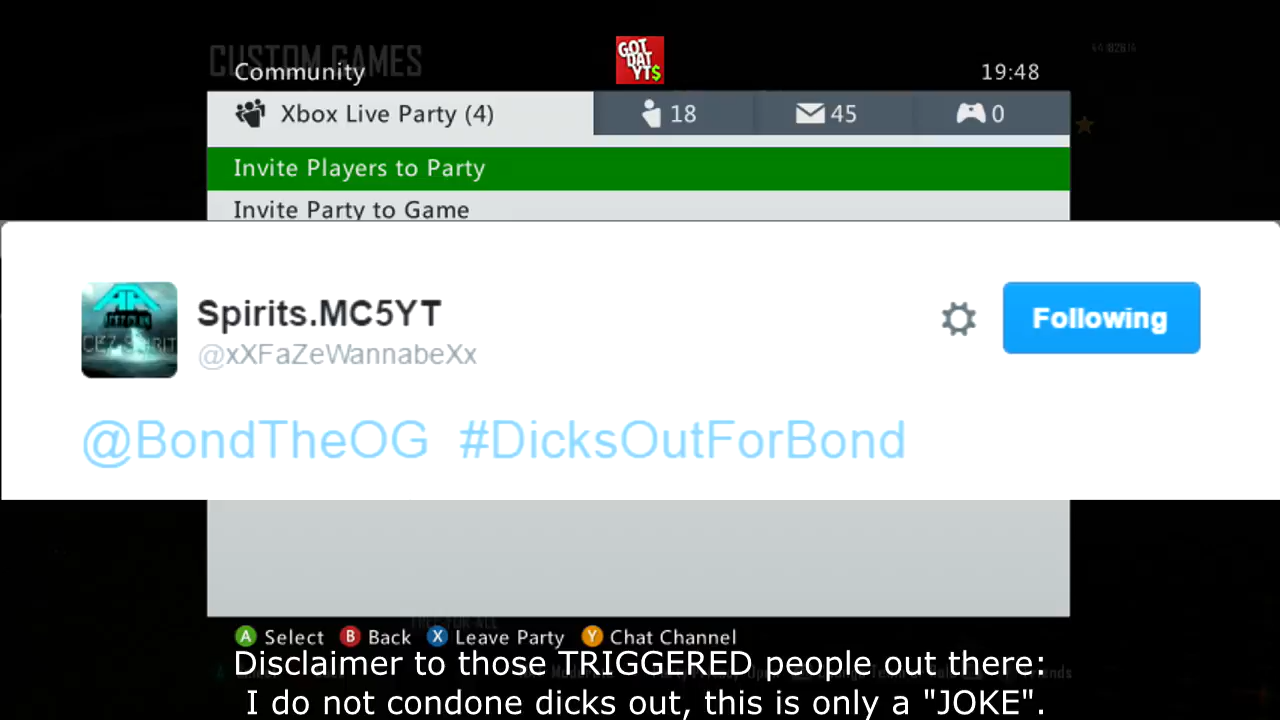 CUSTOM GAMES
Community
GOT DAT YT$
19:48
Xbox Live Party (4)
18
45
0
Invite Players to Party
Invite Party to Game
Spirits.MC5YT
@xXFaZeWannabeXx
Following
@BondTheOG #DicksOutForBond
A Select B Back X Leave Party Y Chat Channel
Disclaimer to those TRIGGERED people out there:
I do not condone dicks out, this is only a "JOKE".